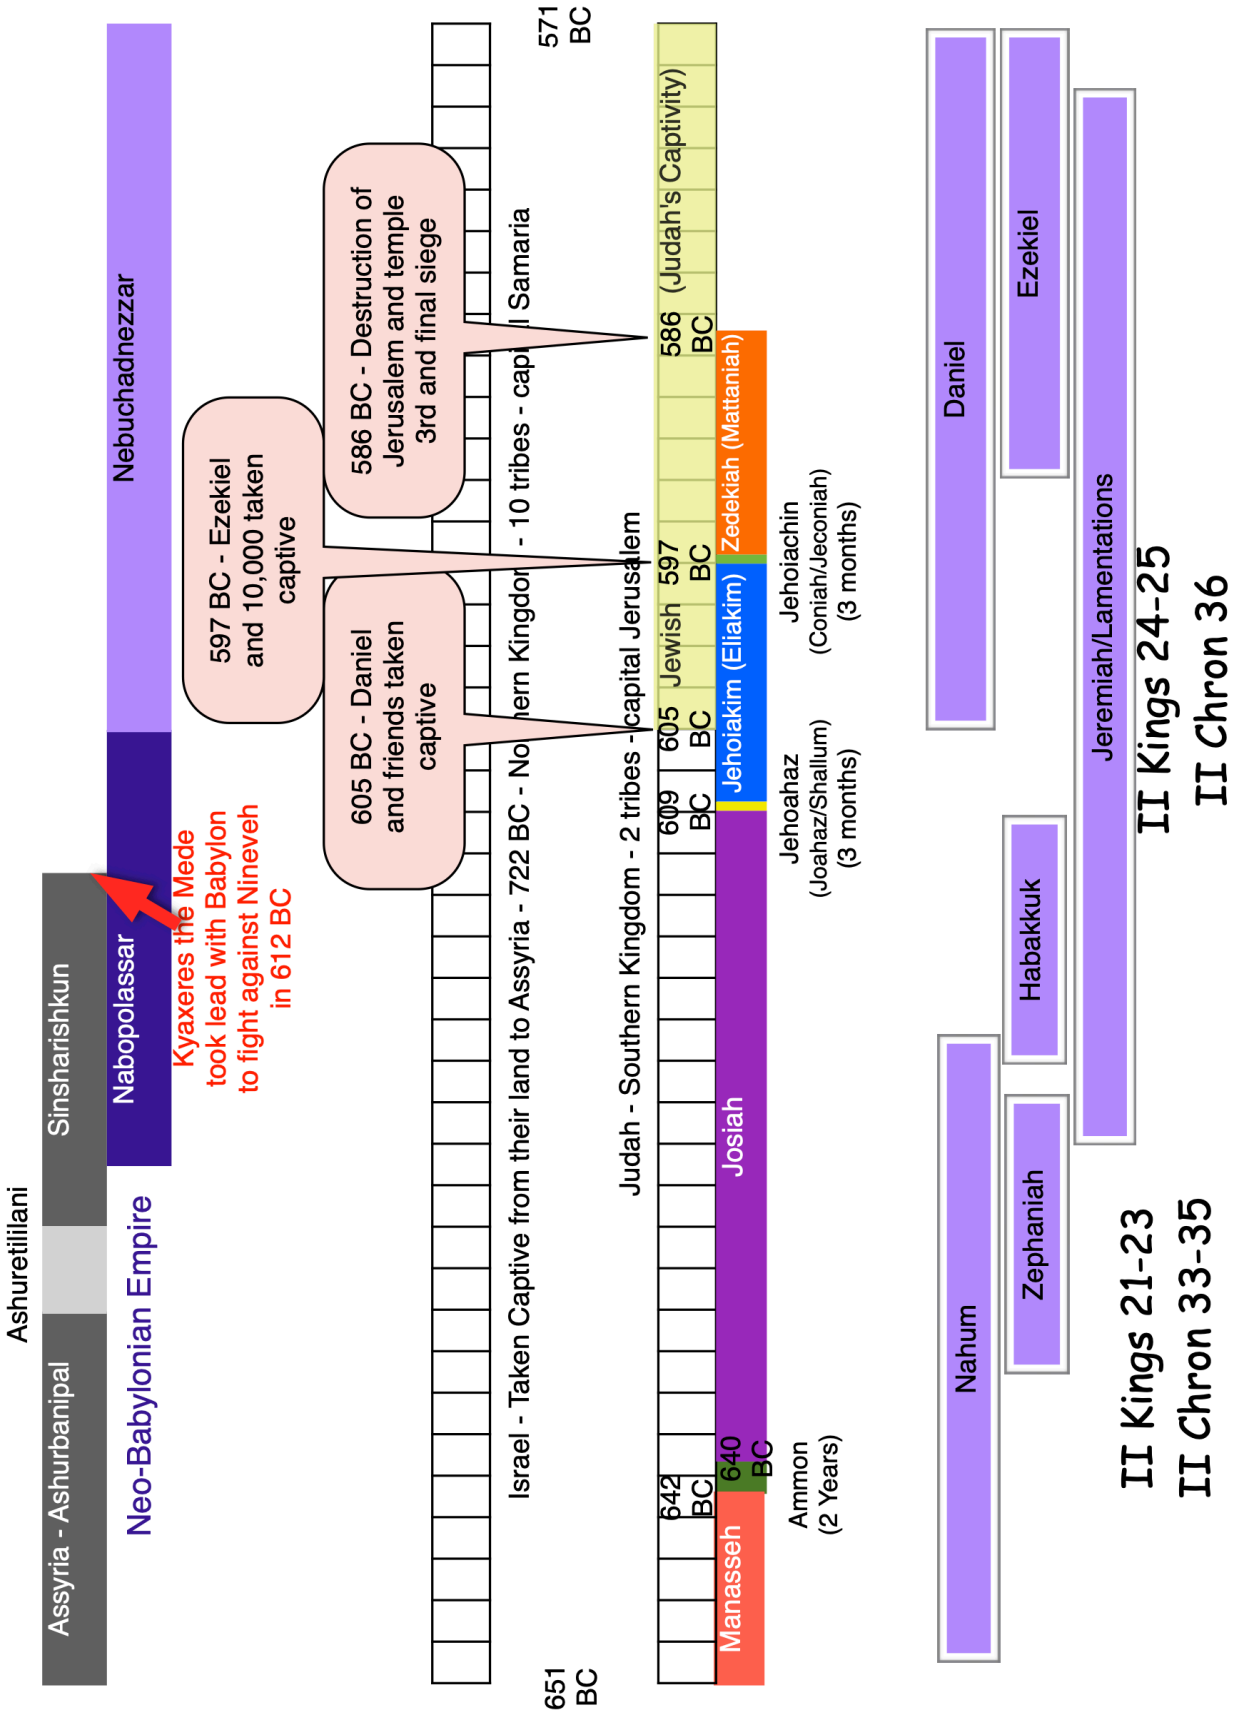 Ashuretililani
Assyria - Ashurbanipal
Sinsharishkun
Neo-Babylonian Empire
Nabopolassar
Nebuchadnezzar
Kyaxeres the Mede
took lead with Babylon
to fight against Nineveh
in 612 BC
597 BC - Ezekiel
and 10,000 taken
captive
605 BC - Daniel
and friends taken
captive
586 BC - Destruction of
Jerusalem and temple
3rd and final siege
Israel - Taken Captive from their land to Assyria - 722 BC - Northern Kingdom - 10 tribes - capital Samaria
651
BC
571
BC
Judah - Southern Kingdom - 2 tribes - capital Jerusalem
642
BC
609
BC
605
BC
Jewish
597
BC
586
BC
(Judah's Captivity)
Manasseh
640
BC
Josiah
Jehoiakim (Eliakim)
Zedekiah (Mattaniah)
Ammon
(2 Years)
Jehoahaz
(Joahaz/Shallum)
(3 months)
Jehoiachin
(Coniah/Jeconiah)
(3 months)
Nahum
Daniel
Zephaniah
Habakkuk
Ezekiel
Jeremiah/Lamentations
II Kings 21-23
II Chron 33-35
II Kings 24-25
II Chron 36